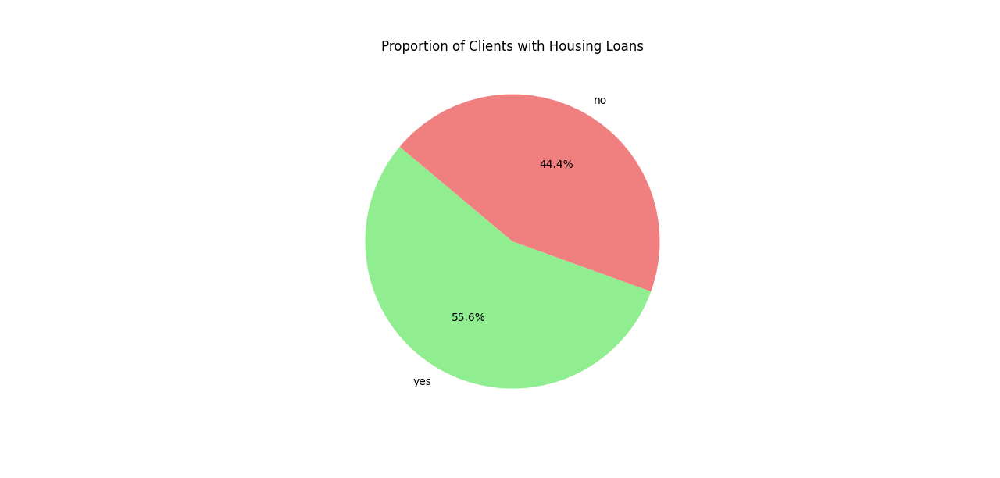 Proportion of Clients with Housing Loans
no
44.4%
55.6%
yes